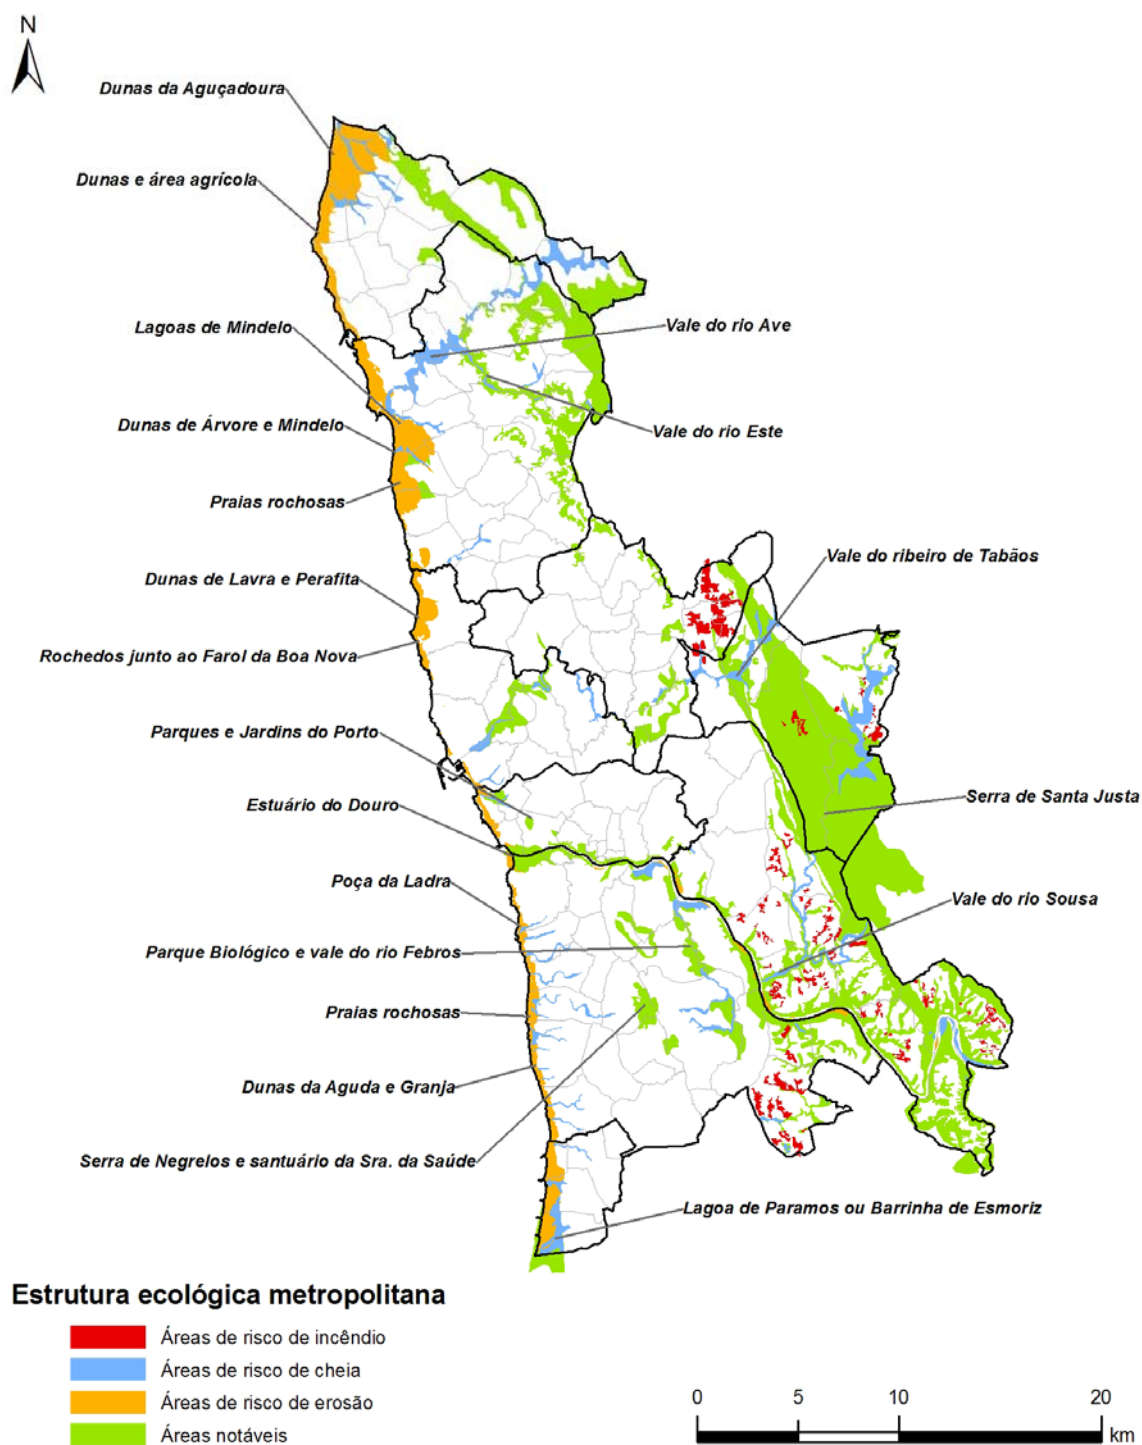 N
Dunas da Aguçadoura
Dunas e área agrícola
Lagoas de Mindelo
Vale do rio Ave
Dunas de Árvore e Mindelo
Vale do rio Este
Praias rochosas
Vale do ribeiro de Tabãos
Dunas de Lavra e Perafita
Rochedos junto ao Farol da Boa Nova
Parques e Jardins do Porto
Serra de Santa Justa
Estuário do Douro
Poça da Ladra
Vale do rio Sousa
Parque Biológico e vale do rio Febros
Praias rochosas
Dunas da Aguda e Granja
Serra de Negrelos e santuário da Sra. da Saúde
Lagoa de Paramos ou Barrinha de Esmoriz
Estrutura ecológica metropolitana
Áreas de risco de incêndio
Áreas de risco de cheia
Áreas de risco de erosão
Áreas notáveis
0 5 10 20
km